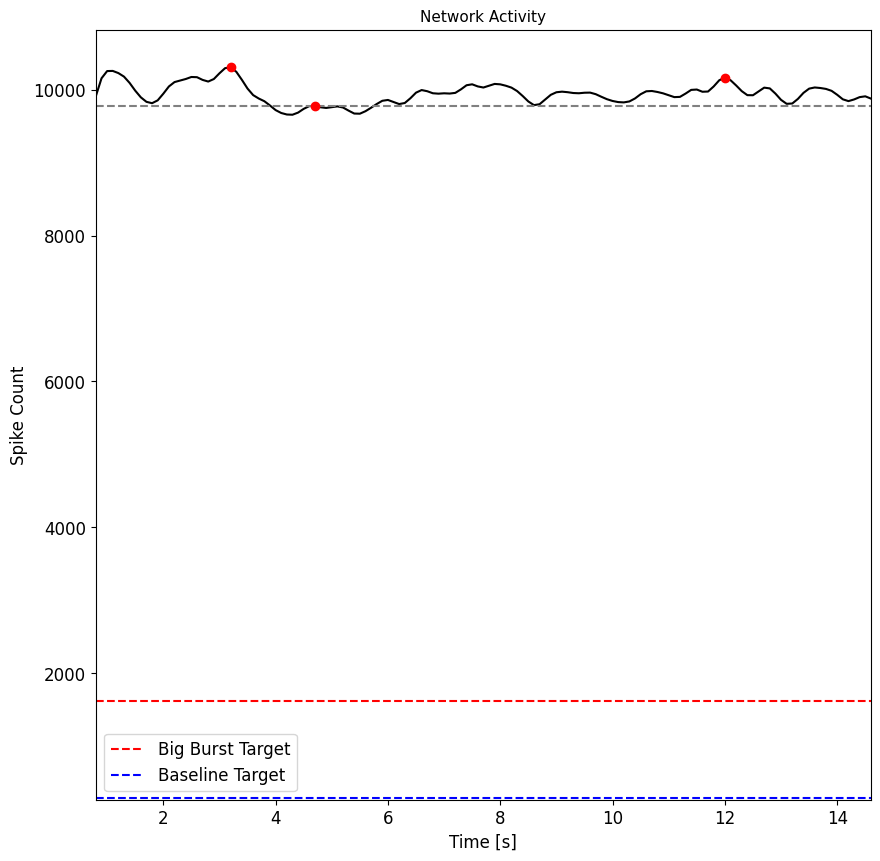 Network Activity
10000
8000
6000
4000
2000
Spike Count
Big Burst Target
Baseline Target
2 4 6 8 10 12 14
Time [s]